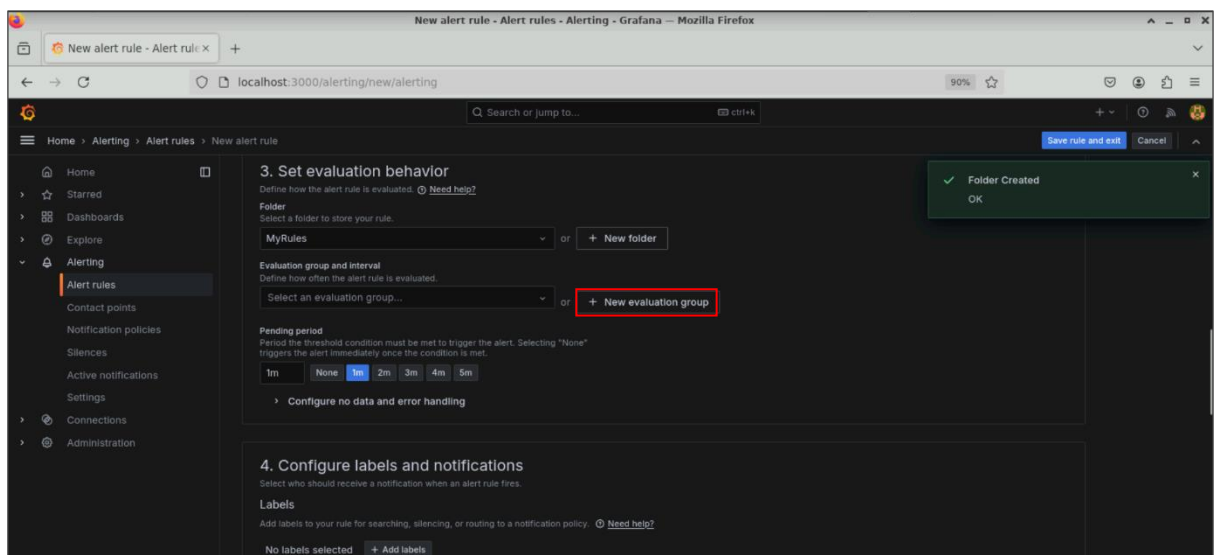 New alert rule - Alert rules - Alerting - Grafana — Mozilla Firefox
New alert rule - Alert rule
localhost:3000/alerting/new/alerting
90%
Search or jump to...
ctrl+k
Home › Alerting › Alert rules › New alert rule
Save rule and exit
Cancel
Home
Starred
Dashboards
Explore
Alerting
Alert rules
Contact points
Notification policies
Silences
Active notifications
Settings
Connections
Administration
3. Set evaluation behavior
Define how the alert rule is evaluated. Need help?
Folder
Select a folder to store your rule.
MyRules or + New folder
Evaluation group and interval
Define how often the alert rule is evaluated.
Select an evaluation group... or + New evaluation group
Pending period
Period the threshold condition must be met to trigger the alert. Selecting "None"
triggers the alert immediately once the condition is met.
1m None 1m 2m 3m 4m 5m
Configure no data and error handling
4. Configure labels and notifications
Select who should receive a notification when an alert rule fires.
Labels
Add labels to your rule for searching, silencing, or routing to a notification policy. Need help?
No labels selected + Add labels
Folder Created
OK